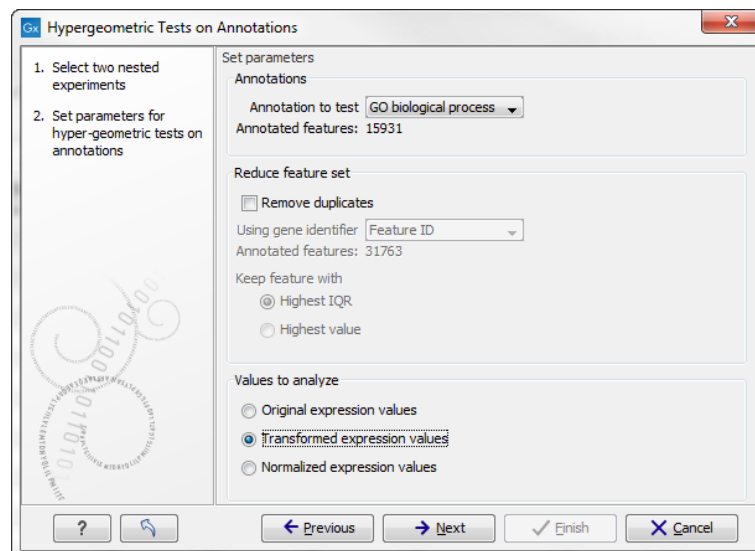 Gx Hypergeometric Tests on Annotations
1. Select two nested
experiments
2. Set parameters for
hyper-geometric tests on
annotations
Set parameters
Annotations
Annotation to test GO biological process
Annotated features: 15931
Reduce feature set
Remove duplicates
Using gene identifier Feature ID
Annotated features: 31763
Keep feature with
Highest IQR
Highest value
Values to analyze
Original expression values
Transformed expression values
Normalized expression values
? Previous Next Finish Cancel